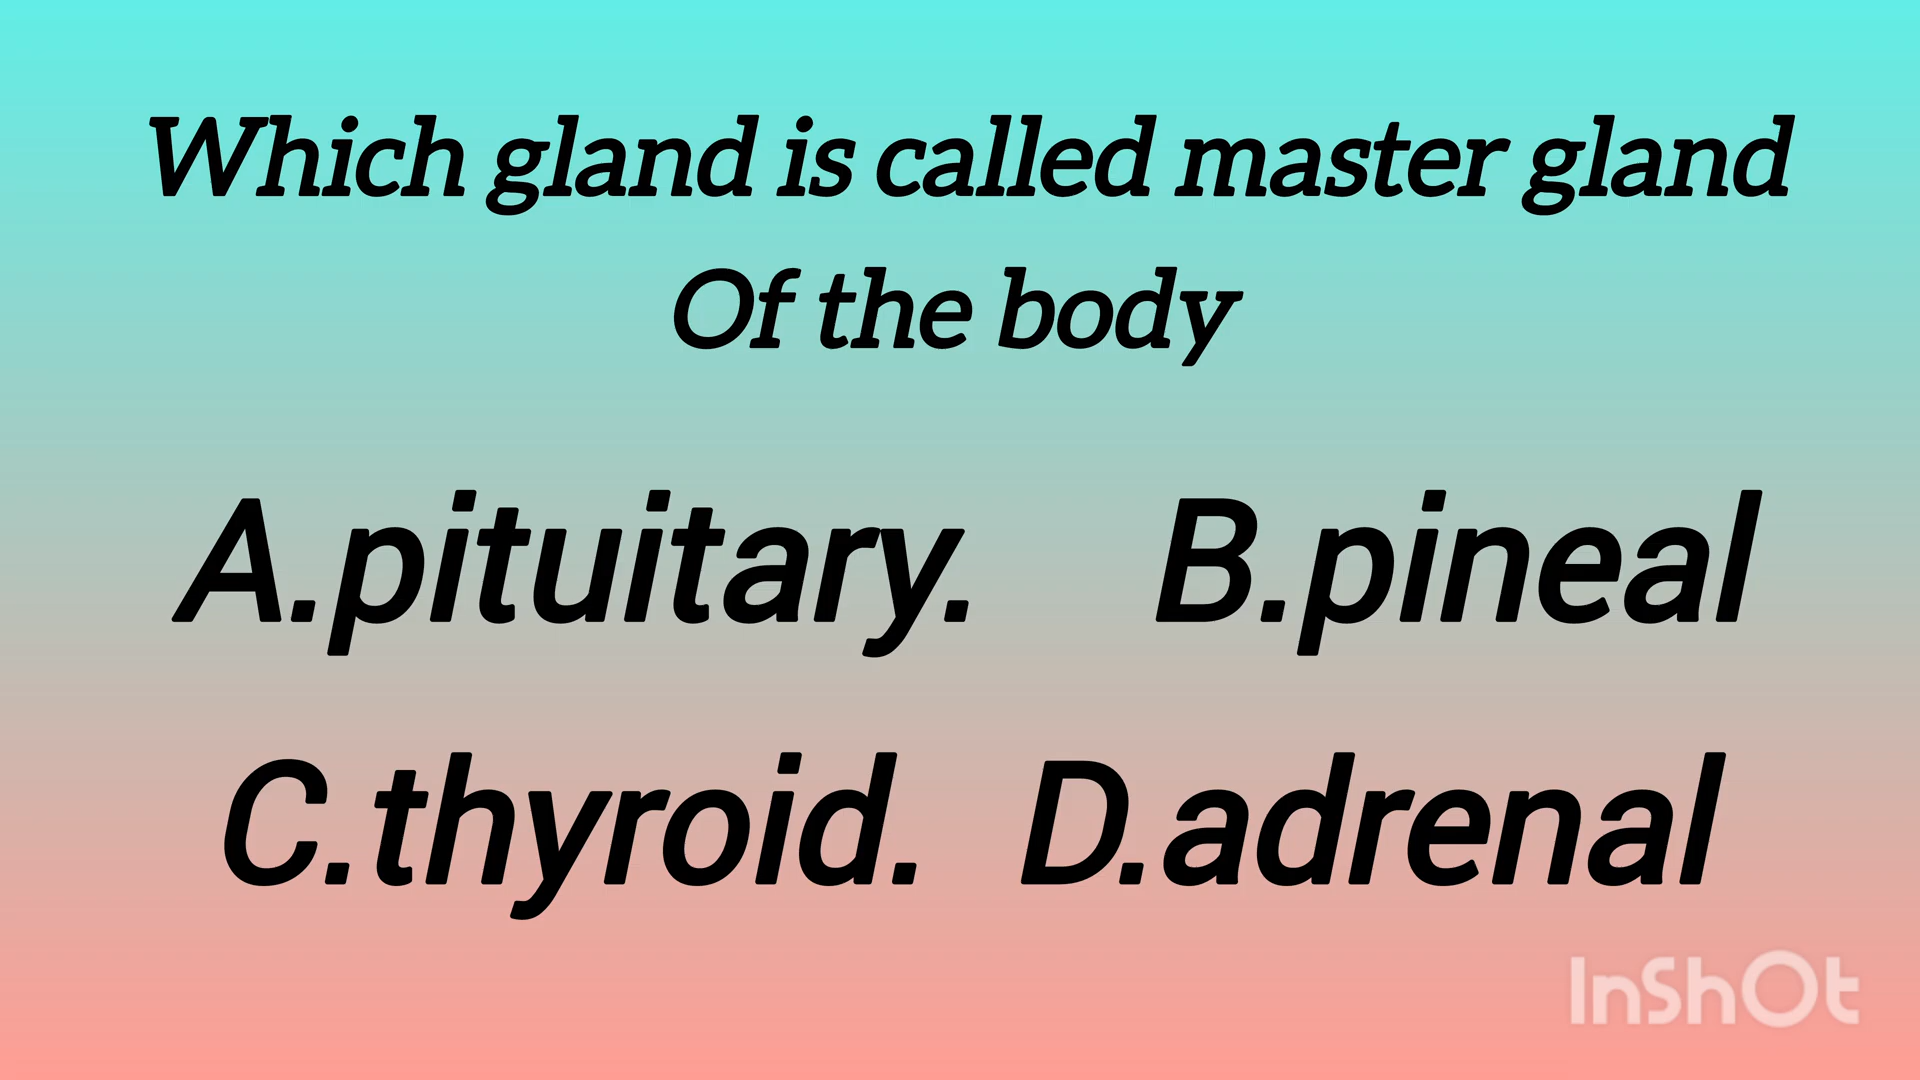 Which gland is called master gland
Of the body
A.pituitary. B.pineal
C.thyroid. D.adrenal
InShOt